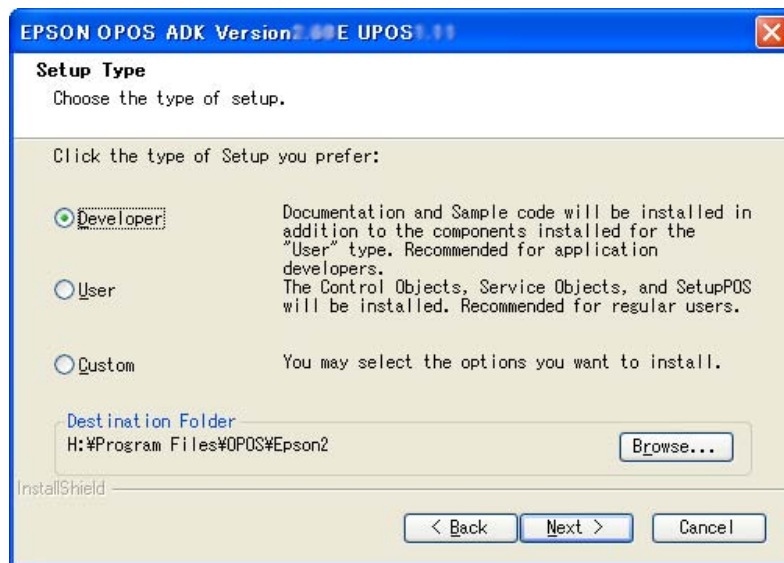 EPSON OPOS ADK Version E UPOS
Setup Type
Choose the type of setup.
Click the type of Setup you prefer:
Developer
Documentation and Sample code will be installed in
addition to the components installed for the
"User" type. Recommended for application
developers.
User
The Control Objects, Service Objects, and SetupPOS
will be installed. Recommended for regular users.
Custom
You may select the options you want to install.
Destination Folder
H:¥Program Files¥OPOS¥Epson2
Browse...
InstallShield
< Back
Next >
Cancel